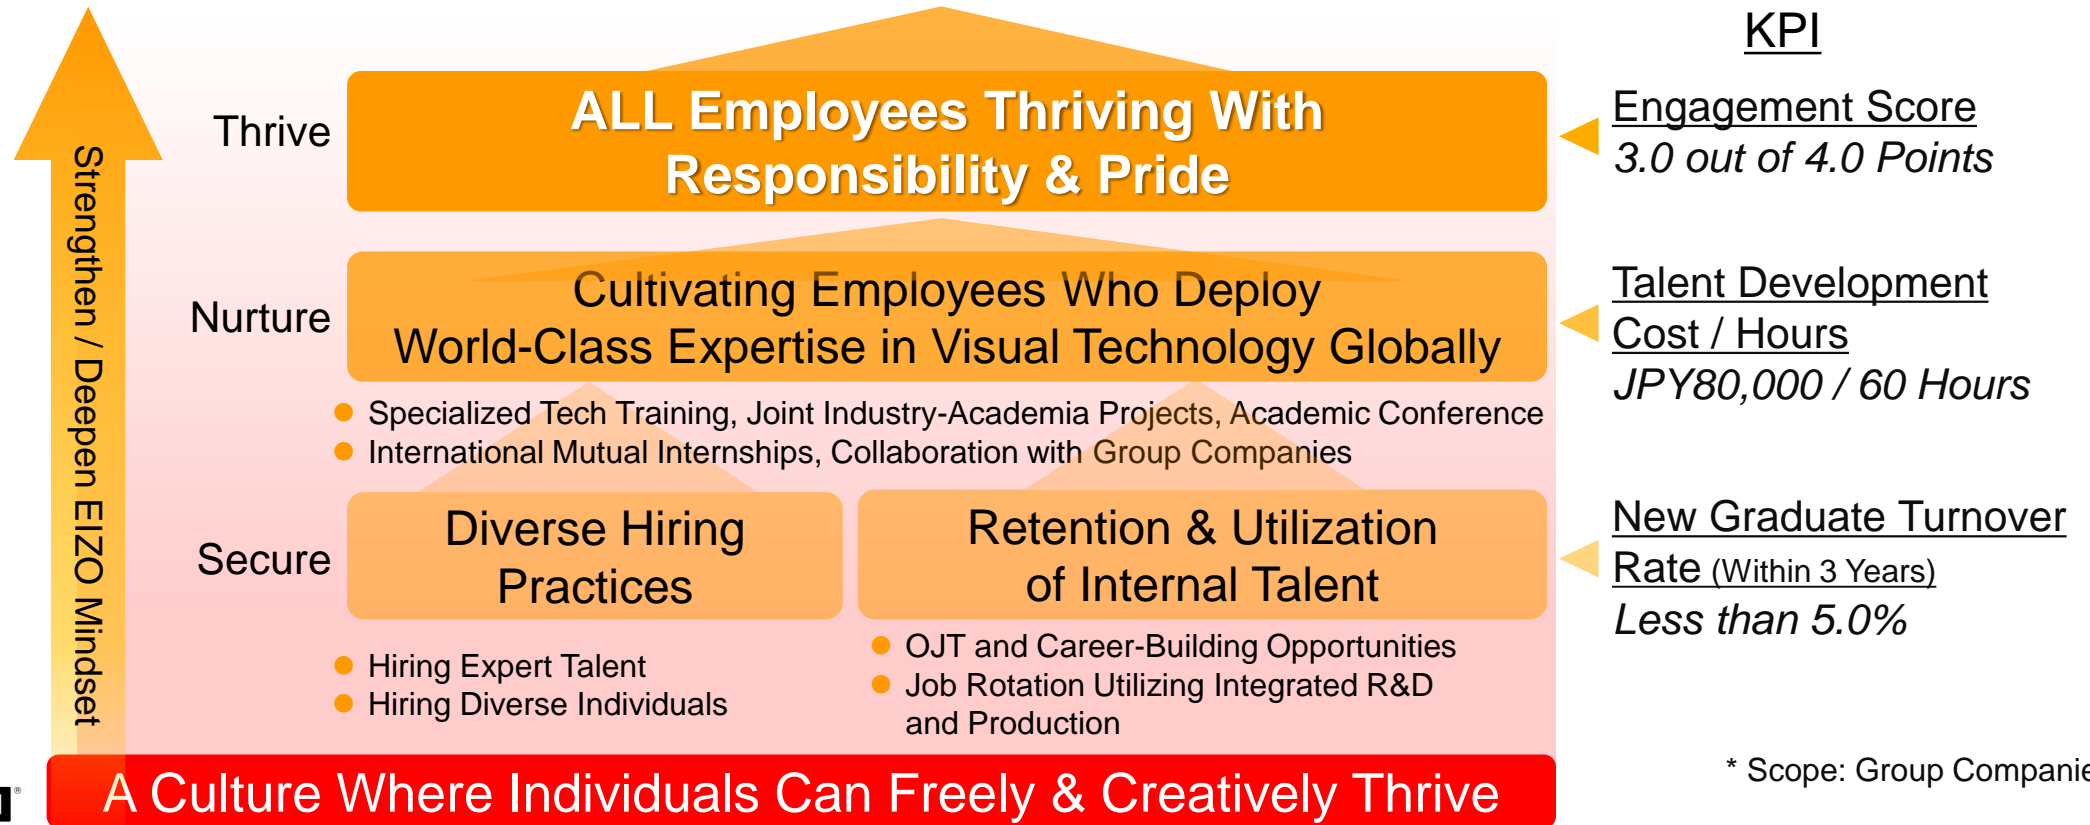 KPI
Strengthen / Deepen EIZO Mindset
Thrive
ALL Employees Thriving With
Responsibility & Pride
Engagement Score
3.0 out of 4.0 Points
Nurture
Cultivating Employees Who Deploy
World-Class Expertise in Visual Technology Globally
Talent Development
Cost / Hours
JPY80,000 / 60 Hours
● Specialized Tech Training, Joint Industry-Academia Projects, Academic Conference
● International Mutual Internships, Collaboration with Group Companies
Secure
Diverse Hiring
Practices
Retention & Utilization
of Internal Talent
New Graduate Turnover
Rate (Within 3 Years)
Less than 5.0%
● Hiring Expert Talent
● Hiring Diverse Individuals
● OJT and Career-Building Opportunities
● Job Rotation Utilizing Integrated R&D
and Production
A Culture Where Individuals Can Freely & Creatively Thrive
* Scope: Group
®